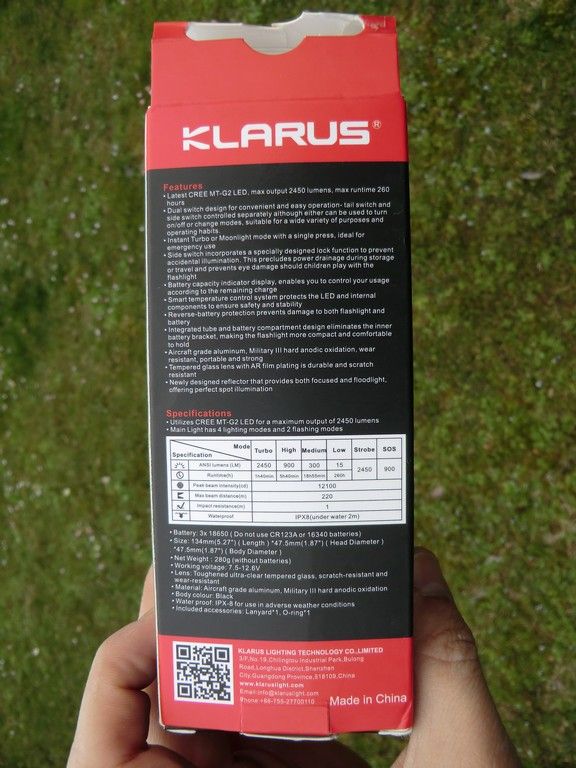 KLARUS®
Features
• Latest CREE MT-G2 LED, max output 2450 lumens, max runtime 260
hours
• Dual switch design for convenient and easy operation- tail switch and
side switch controlled separately although either can be used to turn
on/off or change modes, suitable for a wide variety of purposes and
operating habits.
• Instant Turbo or Moonlight mode with a single press, ideal for
emergency use
• Side switch incorporates a specially designed lock function to prevent
accidental illumination. This precludes power drainage during storage
or travel and prevents eye damage should children play with the
flashlight
• Battery capacity indicator display, enables you to control your usage
according to the remaining charge
• Smart temperature control system protects the LED and internal
components to ensure safety and stability
• Reverse-battery protection prevents damage to both flashlight and
battery
• Integrated tube and battery compartment design eliminates the inner
battery bracket, making the flashlight more compact and comfortable
to hold
• Aircraft grade aluminum, Military III hard anodic oxidation, wear
resistant, portable and strong
• Tempered glass lens with AR film plating is durable and scratch
resistant
• Newly designed reflector that provides both focused and floodlight,
offering perfect spot illumination
Specifications
• Utilizes CREE MT-G2 LED for a maximum output of 2450 lumens
• Main Light has 4 lighting modes and 2 flashing modes
Mode Specification Turbo High Medium Low Strobe SOS
ANSI lumens (LM) 2450 900 300 15 2450 900
Runtime(h) 1h40min 5h40min 18h55min 260h
Peak beam intensity(cd) 12100
Max beam distance(m) 220
Impact resistance(m) 1
Waterproof IPX8(under water 2m)
• Battery: 3x 18650 ( Do not use CR123A or 16340 batteries)
• Size: 134mm(5.27") ( Length ) *47.5mm(1.87") ( Head Diameter )
*47.5mm(1.87") ( Body Diameter )
• Net Weight : 280g (without batteries)
• Working voltage: 7.5-12.6V
• Lens: Toughened ultra-clear tempered glass, scratch-resistant and
wear-resistant
• Material: Aircraft grade aluminum, Military III hard anodic oxidation
• Body colour: Black
• Water proof: IPX-8 for use in adverse weather conditions
• Included accessories: Lanyard*1, O-ring*1
KLARUS LIGHTING TECHNOLOGY CO.,LIMITED
3/F,No.19,Chilingtou Industrial Park,Bulong
Road,Longhua District,Shenzhen
City,Guangdong Province,518109,China
www.klaruslight.com
Email:info@klaruslight.com
Phone:+86-755-27700110
Made in China